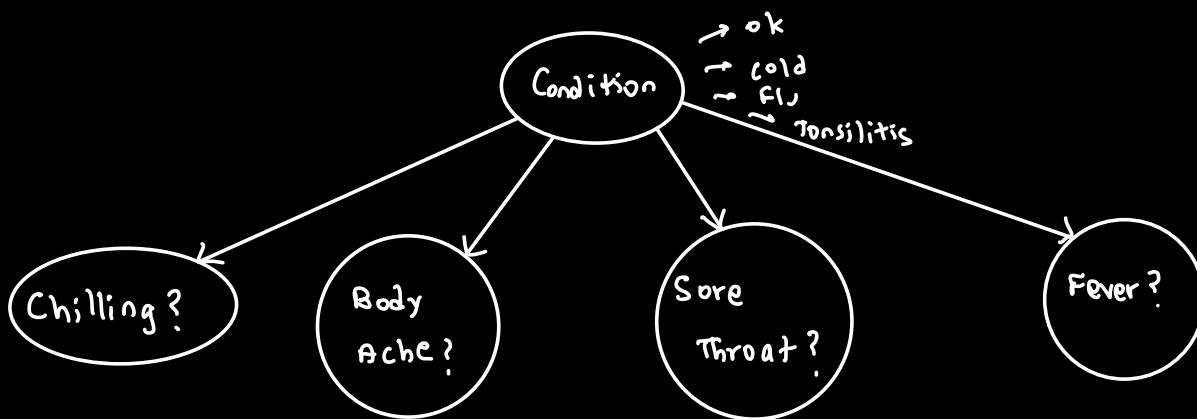 Condition
→ ok
→ cold
→ Flu
→ Tonsilitis
Chilling?
Body
Ache?
Sore
Throat?
Fever?